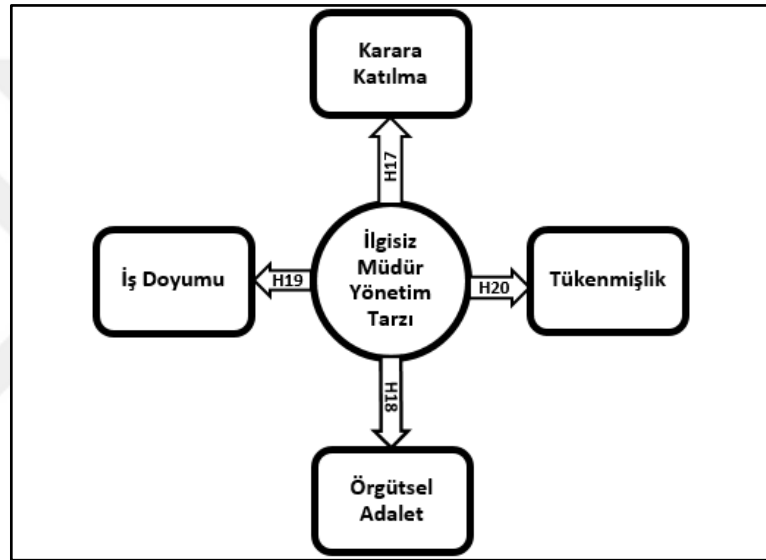 Karara
Katılma
H17
İş Doyumu
H19
İlgisiz
Müdür
Yönetim
Tarzı
H20
Tükenmişlik
H18
Örgütsel
Adalet